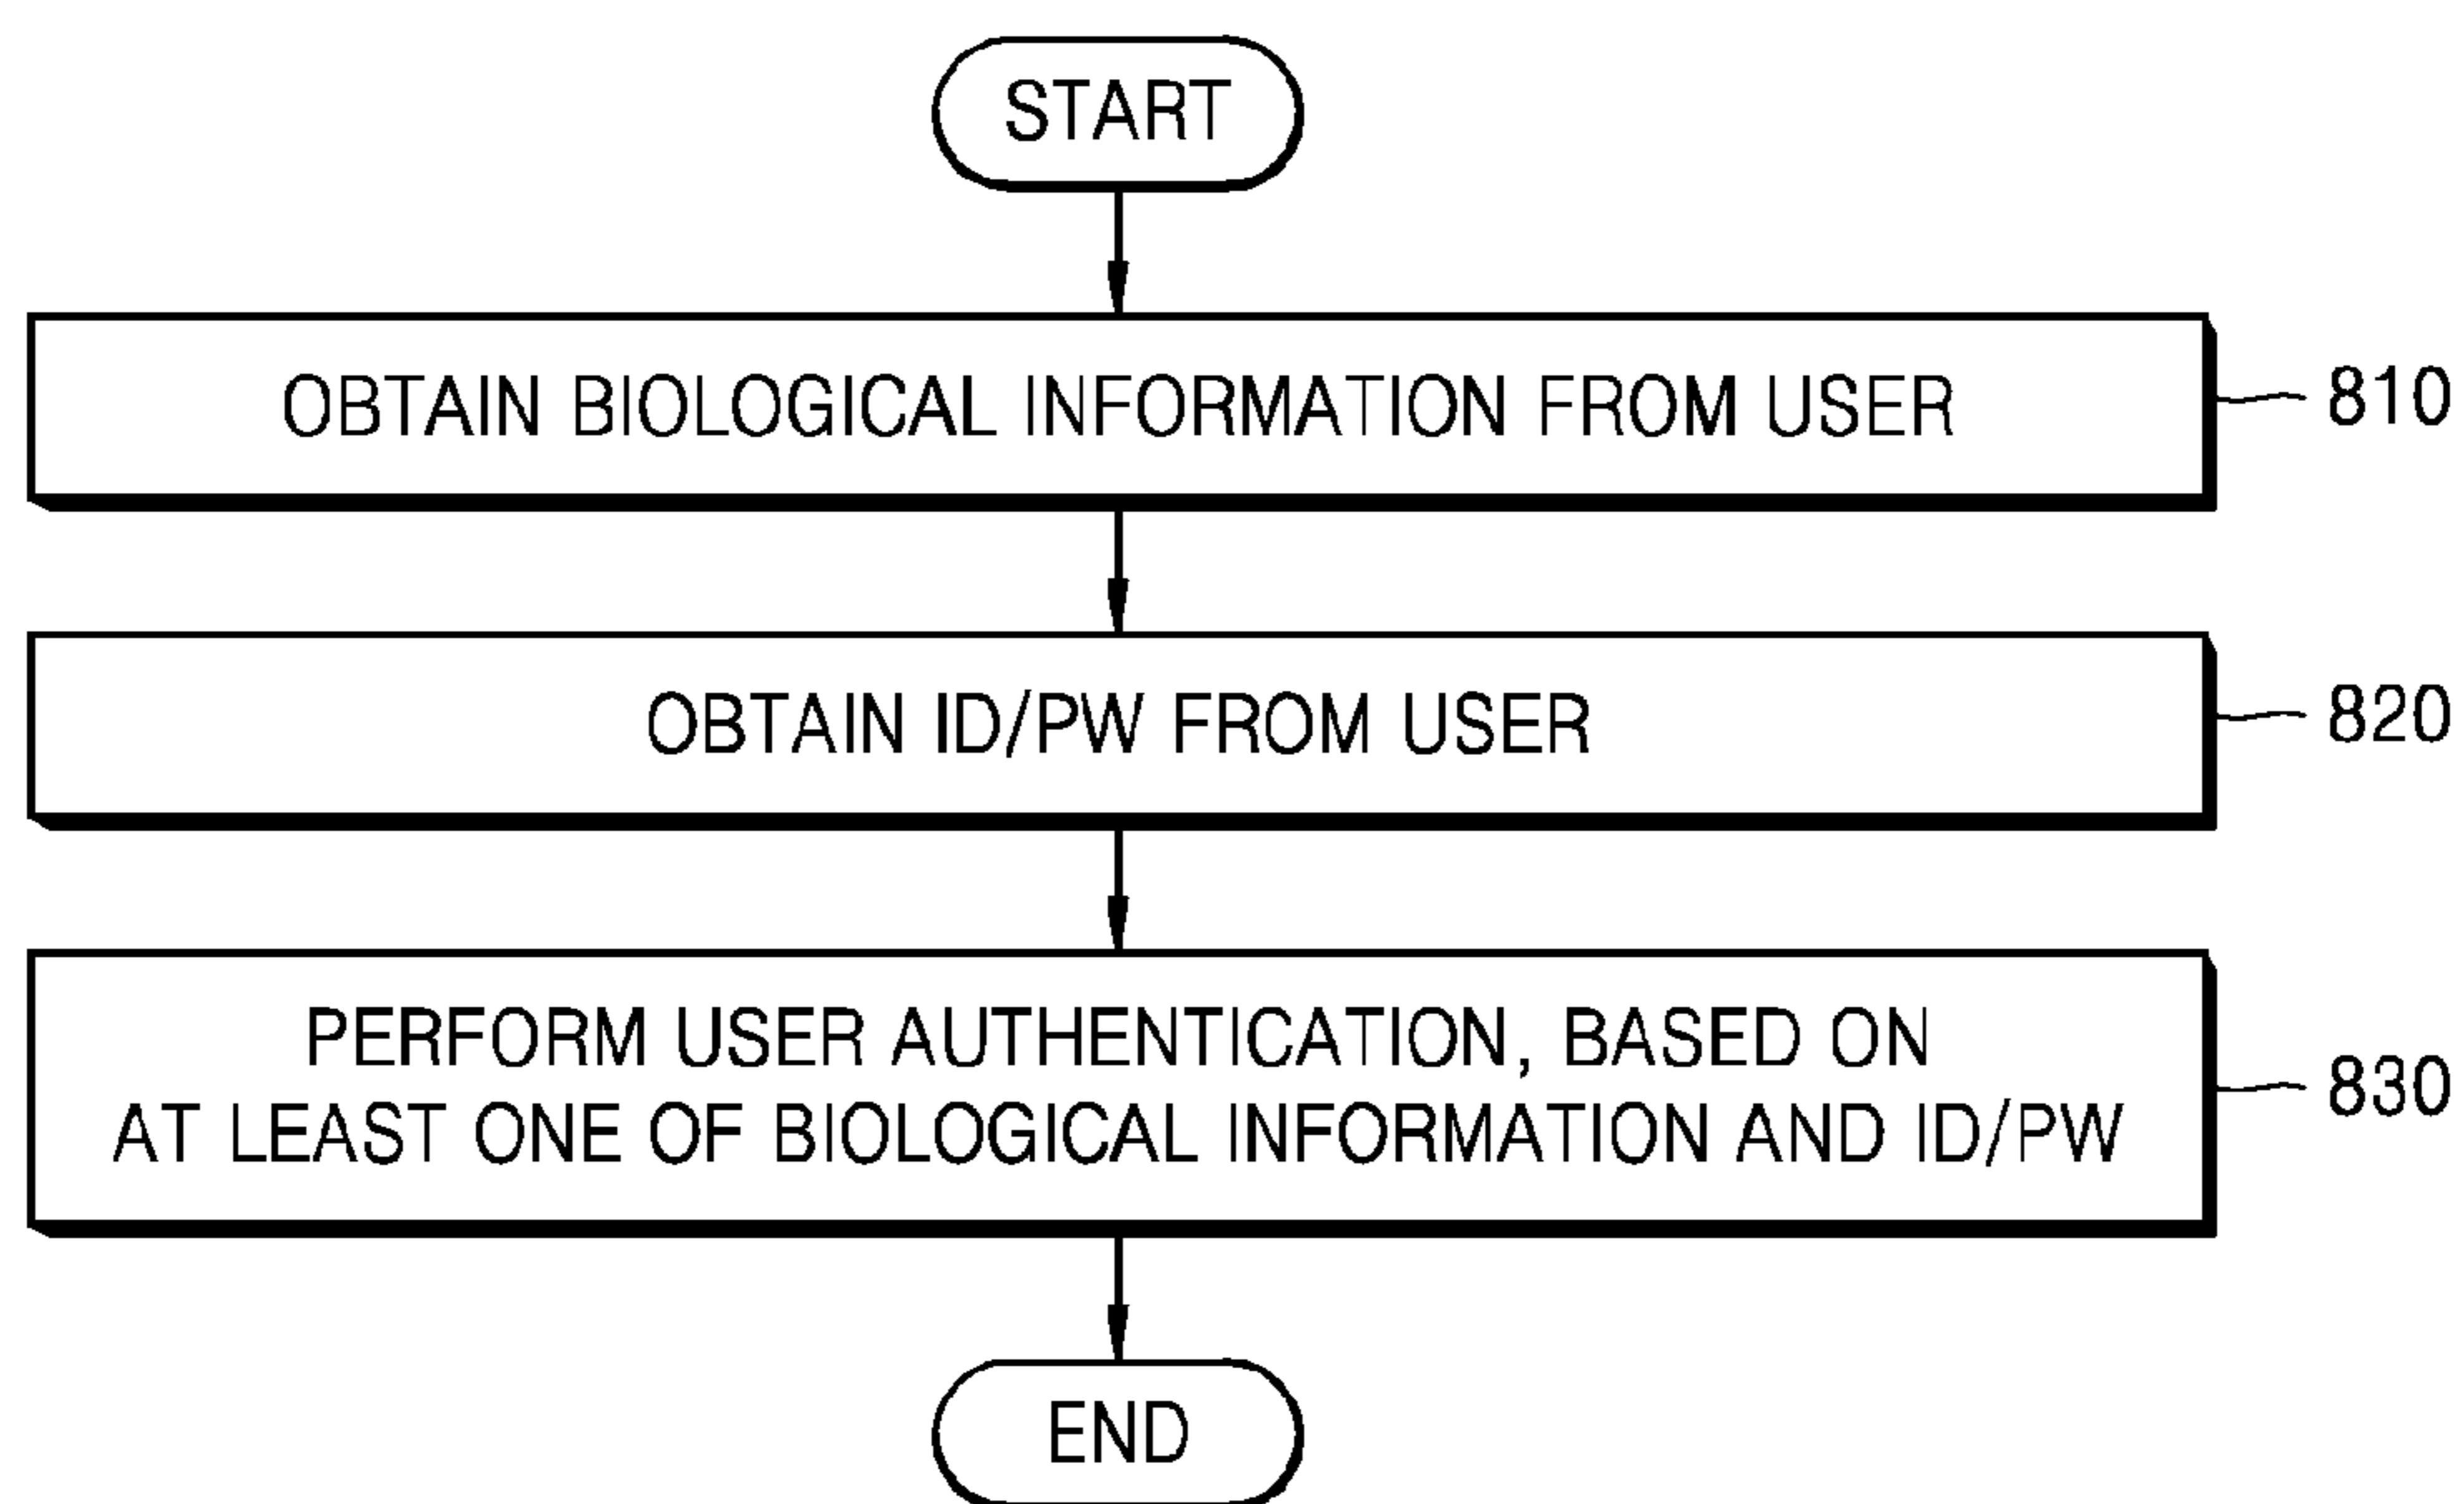 START
OBTAIN BIOLOGICAL INFORMATION FROM USER
810
OBTAIN ID/PW FROM USER
820
PERFORM USER AUTHENTICATION, BASED ON
AT LEAST ONE OF BIOLOGICAL INFORMATION AND ID/PW
830
END